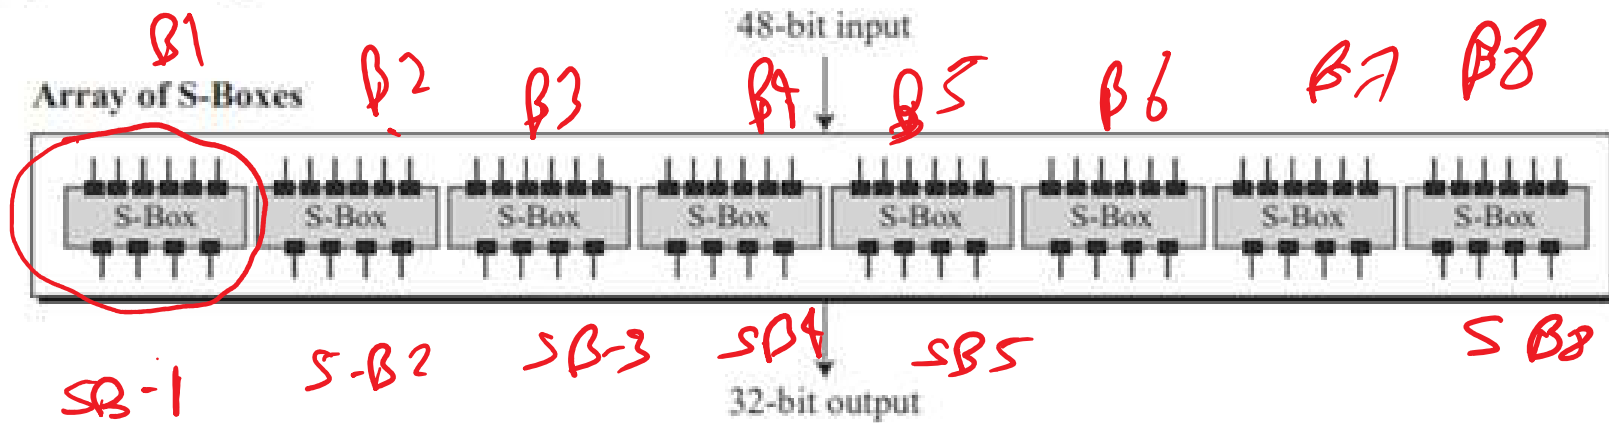 48-bit input
B1 B2 B3 B4 B5 B6 B7 B8
Array of S-Boxes
S-Box S-Box S-Box S-Box S-Box S-Box S-Box S-Box
SB-1 S-B2 SB-3 SB4 SB5 SB8
32-bit output